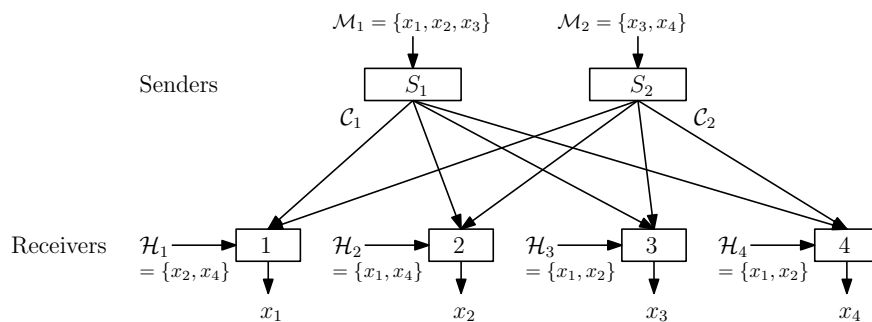 M₁ = {x₁, x₂, x₃} M₂ = {x₃, x₄}
Senders S₁ S₂
C₁ C₂
Receivers H₁ 1 H₂ 2 H₃ 3 H₄ 4
= {x₂, x₄} = {x₁, x₄} = {x₁, x₂} = {x₁, x₂}
x₁ x₂ x₃ x₄